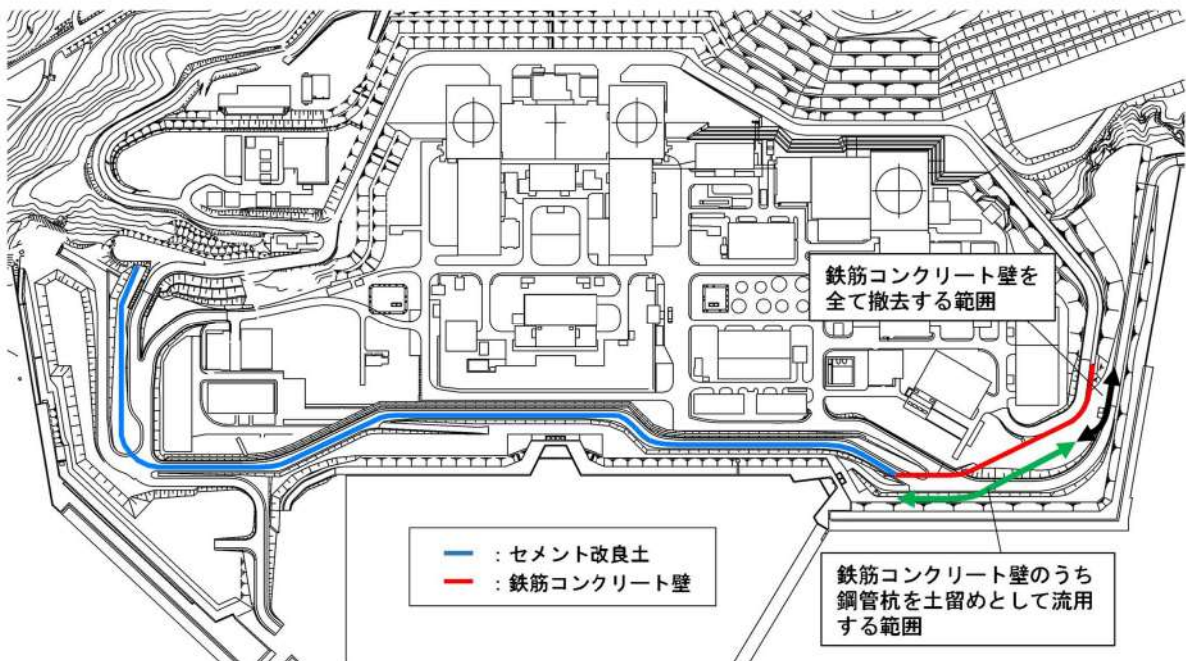 鉄筋コンクリート壁を
全て撤去する範囲
：セメント改良土
：鉄筋コンクリート壁
鉄筋コンクリート壁のうち
鋼管杭を土留めとして流用
する範囲